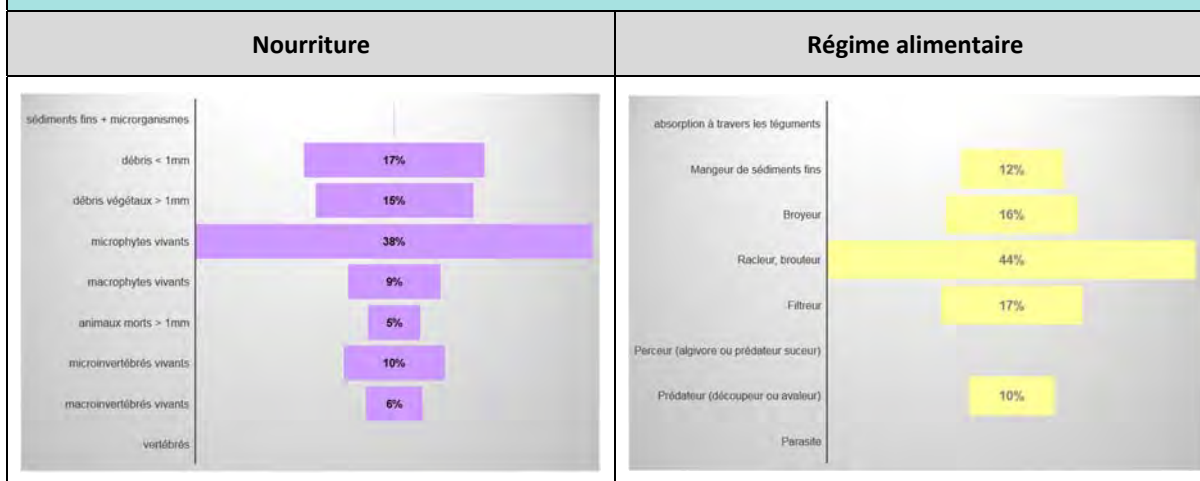 Nourriture
Régime alimentaire
sédiments fins + microrganismes
débris < 1mm
17%
débris végétaux > 1mm
15%
microphytes vivants
38%
macrophytes vivants
9%
animaux morts > 1mm
5%
microinvertébrés vivants
10%
macroinvertébrés vivants
6%
vertébrés
absorption à travers les téguments
Mangeur de sédiments fins
12%
Broyeur
16%
Racleur, brouteur
44%
Filtreur
17%
Perceur (algivore ou prédateur suceur)
Prédateur (découpeur ou avaleur)
10%
Parasite